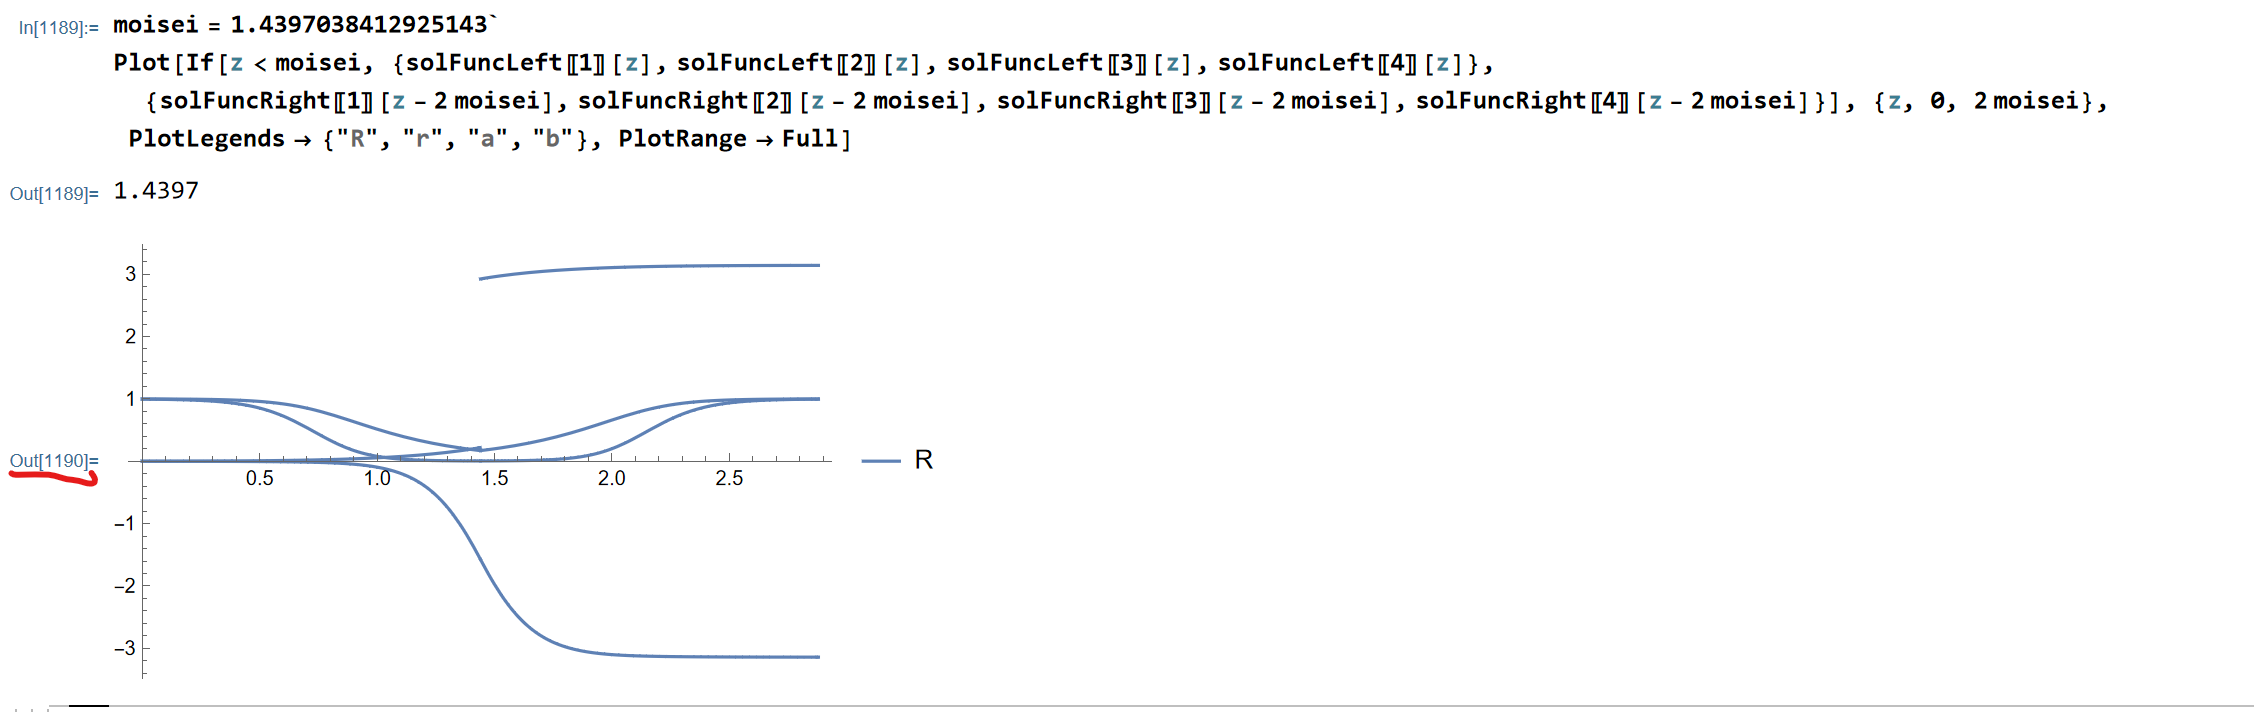 In[1189]:= moisei = 1.4397038412925143`
Plot[If[z < moisei, {solFuncLeft〚1〛[z], solFuncLeft〚2〛[z], solFuncLeft〚3〛[z], solFuncLeft〚4〛[z]},
{solFuncRight〚1〛[z - 2 moisei], solFuncRight〚2〛[z - 2 moisei], solFuncRight〚3〛[z - 2 moisei], solFuncRight〚4〛[z - 2 moisei]}], {z, 0, 2 moisei},
PlotLegends → {"R", "r", "a", "b"}, PlotRange → Full]
Out[1189]= 1.4397
3
2
1
Out[1190]=
R
0.5 1.0 1.5 2.0 2.5
-1
-2
-3